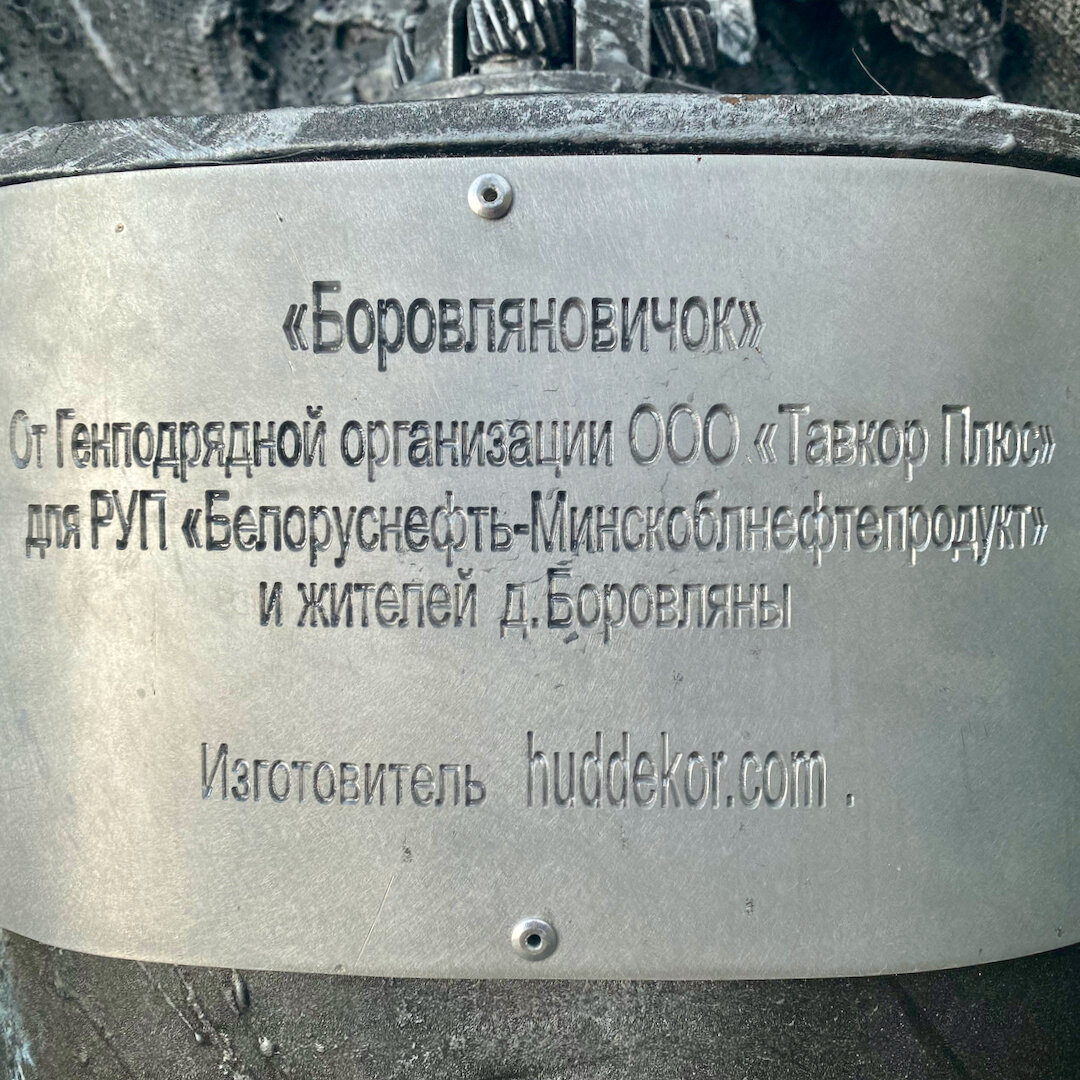 «Боровляновичок»
От Генподрядной организации ООО «Тавкор Плюс»
для РУП «Белоруснефть-Минскоблнефтепродукт»
и жителей д.Боровляны
Изготовитель huddekor.com .